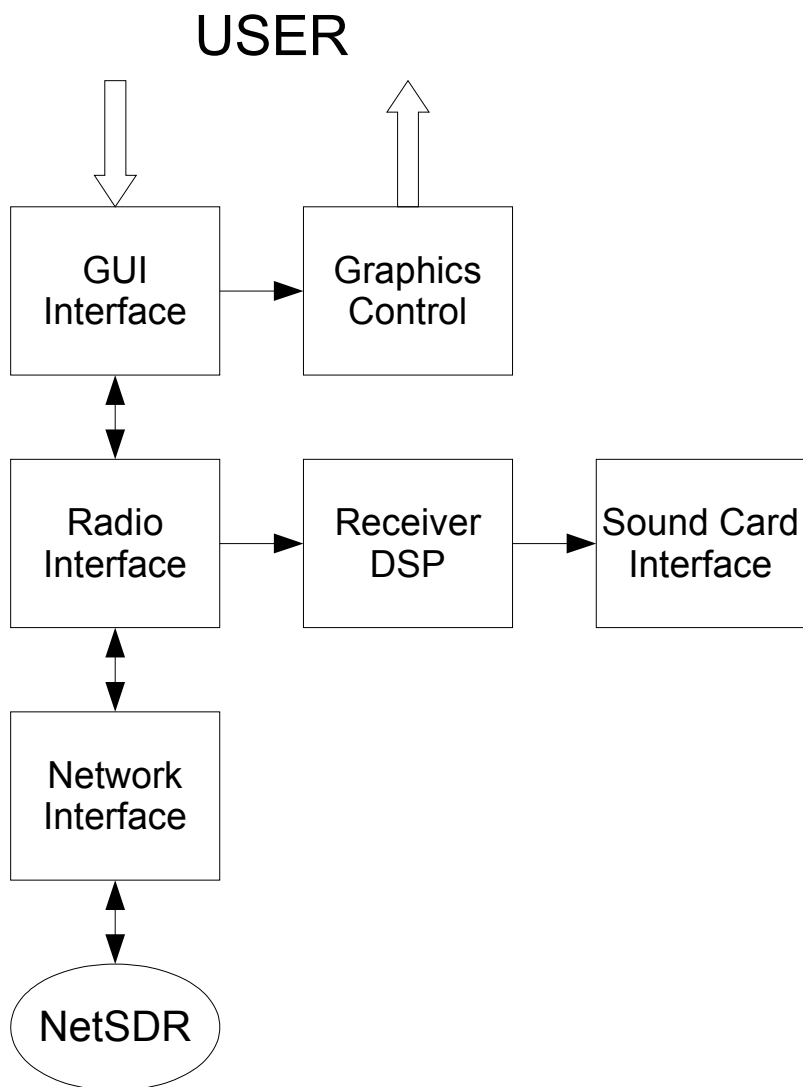 USER
GUI
Interface
Graphics
Control
Radio
Interface
Receiver
DSP
Sound Card
Interface
Network
Interface
NetSDR